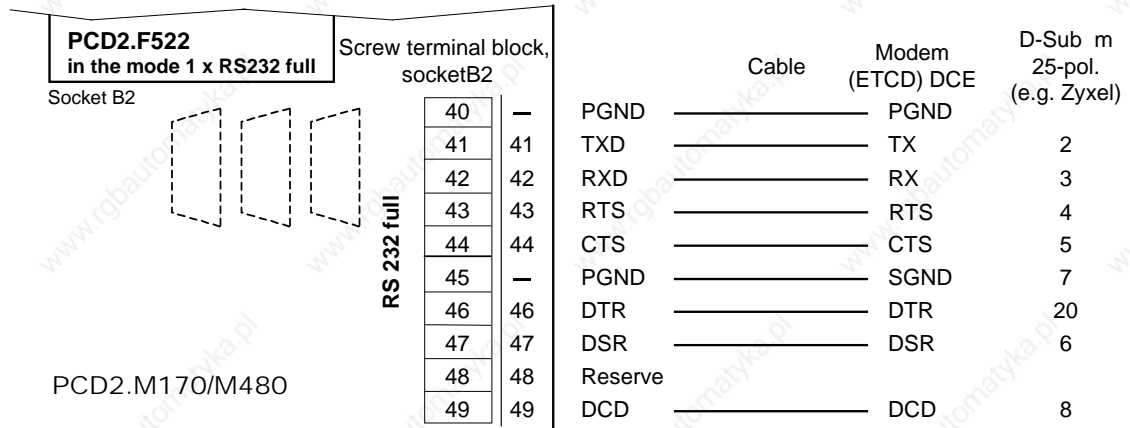 PCD2.F522
in the mode 1 x RS232 full
Socket B2
Screw terminal block,
socketB2
Cable
Modem
(ETCD) DCE
D-Sub m
25-pol.
(e.g. Zyxel)
RS 232 full
40 – PGND PGND
41 41 TXD TX 2
42 42 RXD RX 3
43 43 RTS RTS 4
44 44 CTS CTS 5
45 – PGND SGND 7
46 46 DTR DTR 20
47 47 DSR DSR 6
48 48 Reserve
49 49 DCD DCD 8
PCD2.M170/M480
www.rgbautomatyka.pl